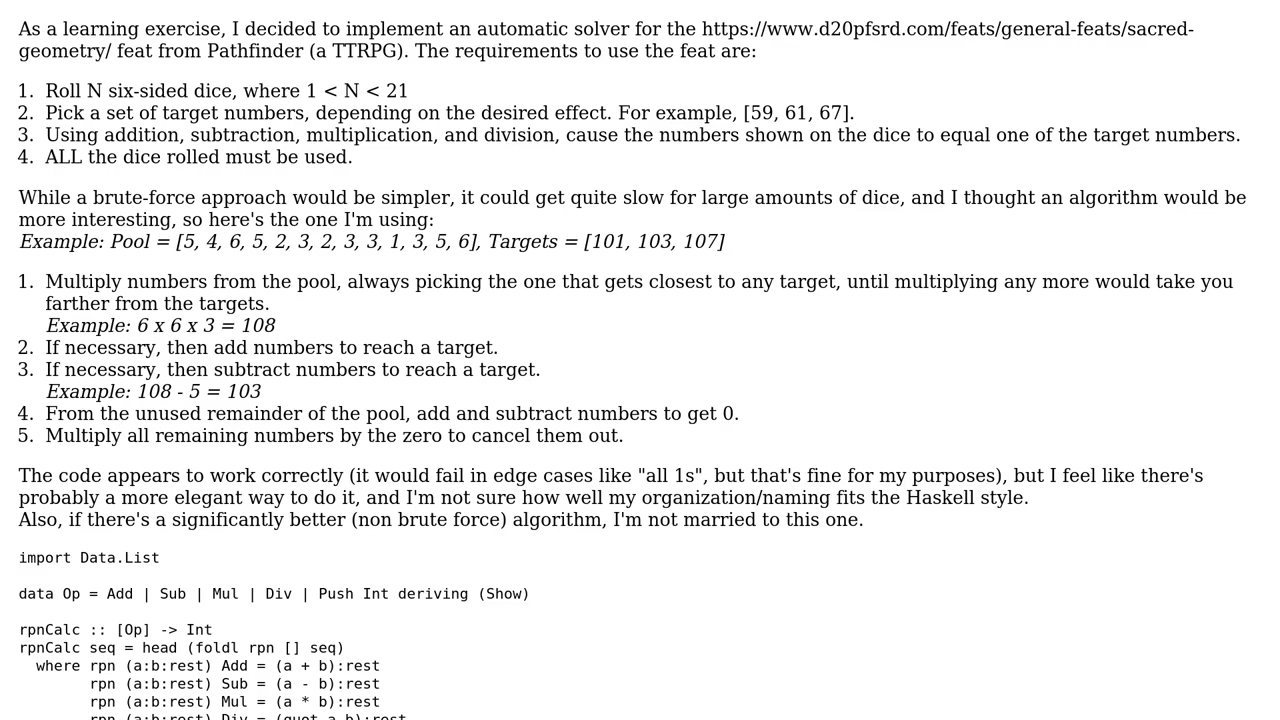 As a learning exercise, I decided to implement an automatic solver for the https://www.d20pfsrd.com/feats/general-feats/sacred-
geometry/ feat from Pathfinder (a TTRPG). The requirements to use the feat are:
1. Roll N six-sided dice, where 1 < N < 21
2. Pick a set of target numbers, depending on the desired effect. For example, [59, 61, 67].
3. Using addition, subtraction, multiplication, and division, cause the numbers shown on the dice to equal one of the target numbers.
4. ALL the dice rolled must be used.
While a brute-force approach would be simpler, it could get quite slow for large amounts of dice, and I thought an algorithm would be
more interesting, so here's the one I'm using:
Example: Pool = [5, 4, 6, 5, 2, 3, 2, 3, 3, 1, 3, 5, 6], Targets = [101, 103, 107]
1. Multiply numbers from the pool, always picking the one that gets closest to any target, until multiplying any more would take you
farther from the targets.
Example: 6 x 6 x 3 = 108
2. If necessary, then add numbers to reach a target.
3. If necessary, then subtract numbers to reach a target.
Example: 108 - 5 = 103
4. From the unused remainder of the pool, add and subtract numbers to get 0.
5. Multiply all remaining numbers by the zero to cancel them out.
The code appears to work correctly (it would fail in edge cases like "all 1s", but that's fine for my purposes), but I feel like there's
probably a more elegant way to do it, and I'm not sure how well my organization/naming fits the Haskell style.
Also, if there's a significantly better (non brute force) algorithm, I'm not married to this one.
import Data.List
data Op = Add | Sub | Mul | Div | Push Int deriving (Show)
rpnCalc :: [Op] -> Int
rpnCalc seq = head (foldl rpn [] seq)
where rpn (a:b:rest) Add = (a + b):rest
rpn (a:b:rest) Sub = (a - b):rest
rpn (a:b:rest) Mul = (a * b):rest
rpn (a:b:rest) Div = (quot a b):rest